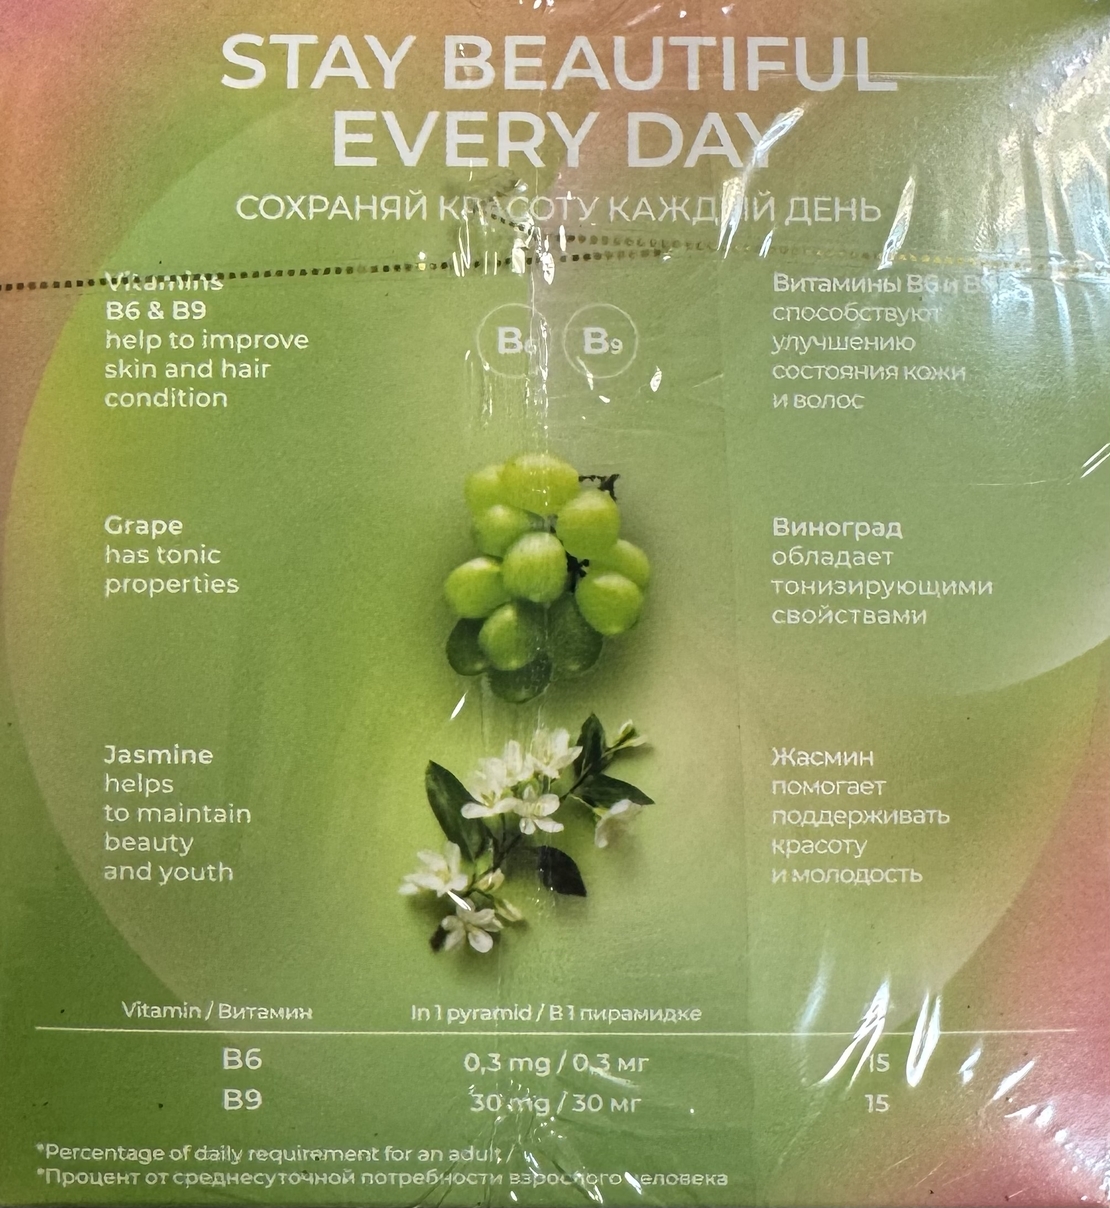 STAY BEAUTIFUL
EVERY DAY
СОХРАНЯЙ КРАСОТУ КАЖДЫЙ ДЕНЬ
Vitamins
B6 & B9
help to improve
skin and hair
condition
B6 B9
Витамины B6 и B9
способствуют
улучшению
состояния кожи
и волос
Grape
has tonic
properties
Виноград
обладает
тонизирующими
свойствами
Jasmine
helps
to maintain
beauty
and youth
Жасмин
помогает
поддерживать
красоту
и молодость
Vitamin / Витамин In 1 pyramid / В 1 пирамидке
B6 0,3 mg / 0,3 мг 15
B9 30 mg / 30 мг 15
*Percentage of daily requirement for an adult /
*Процент от среднесуточной потребности взрослого человека